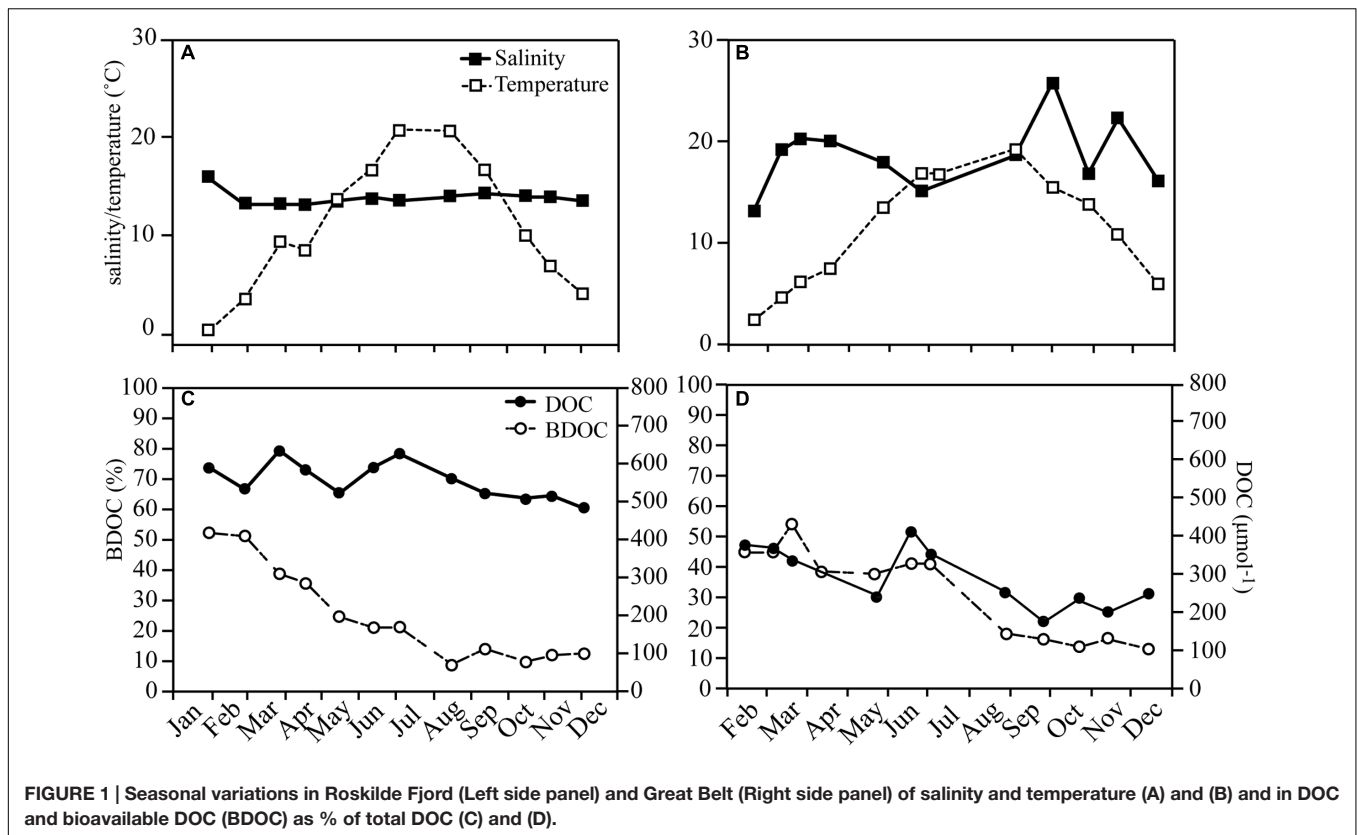 A
Salinity
Temperature
salinity/temperature (˚C)
30
20
10
0
B
30
20
10
0
C
DOC
BDOC
BDOC (%)
100
90
80
70
60
50
40
30
20
10
0
800
700
600
500
400
300
200
100
0
Jan
Feb
Mar
Apr
May
Jun
Jul
Aug
Sep
Oct
Nov
Dec
D
100
90
80
70
60
50
40
30
20
10
0
800
700
600
500
400
300
200
100
0
DOC (µmol l⁻¹)
Feb
Mar
Apr
May
Jun
Jul
Aug
Sep
Oct
Nov
Dec
FIGURE 1 | Seasonal variations in Roskilde Fjord (Left side panel) and Great Belt (Right side panel) of salinity and temperature (A) and (B) and in DOC
and bioavailable DOC (BDOC) as % of total DOC (C) and (D).